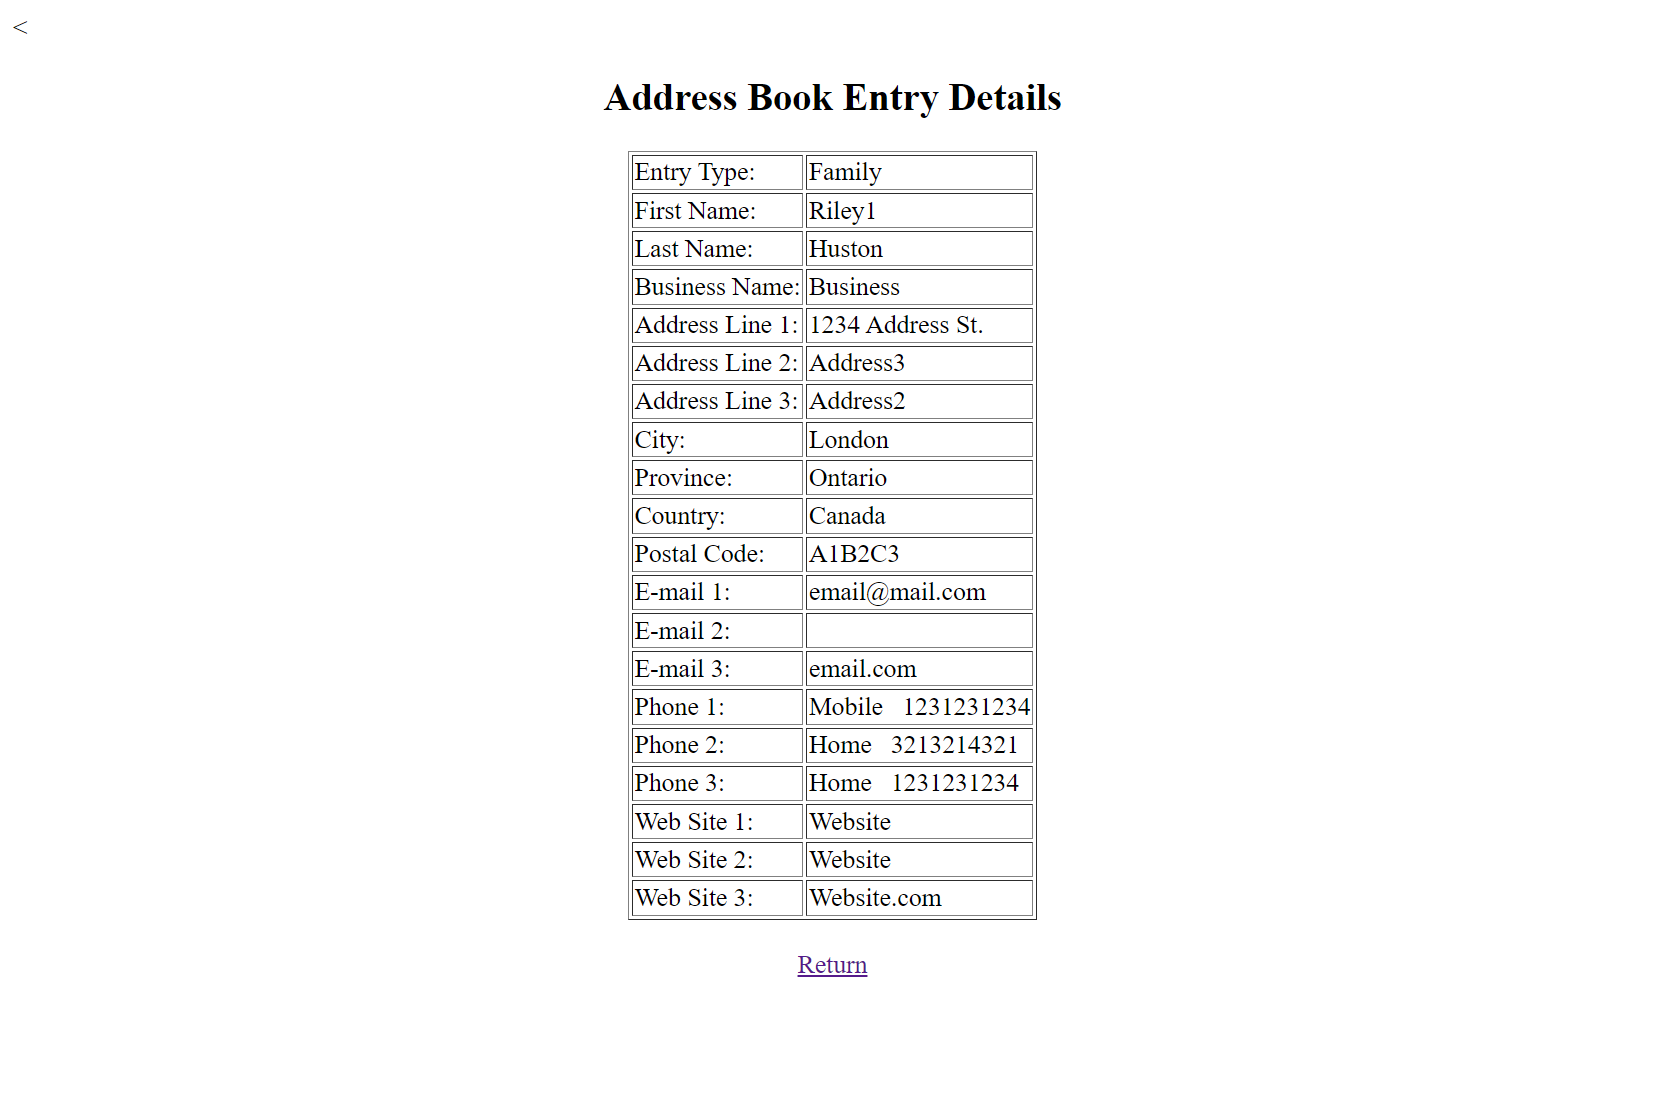 <
Address Book Entry Details
Entry Type: Family
First Name: Riley1
Last Name: Huston
Business Name: Business
Address Line 1: 1234 Address St.
Address Line 2: Address3
Address Line 3: Address2
City: London
Province: Ontario
Country: Canada
Postal Code: A1B2C3
E-mail 1: email@mail.com
E-mail 2:
E-mail 3: email.com
Phone 1: Mobile 1231231234
Phone 2: Home 3213214321
Phone 3: Home 1231231234
Web Site 1: Website
Web Site 2: Website
Web Site 3: Website.com
Return